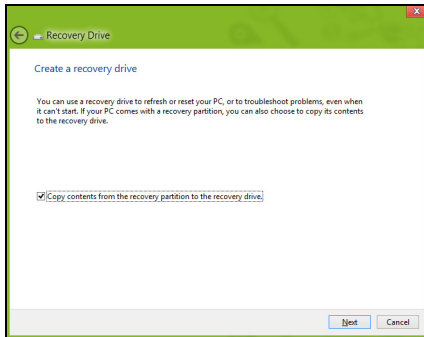 Recovery Drive
Create a recovery drive
You can use a recovery drive to refresh or reset your PC, or to troubleshoot problems, even when
it can't start. If your PC comes with a recovery partition, you can also choose to copy its contents
to the recovery drive.
Copy contents from the recovery partition to the recovery drive.
Next Cancel